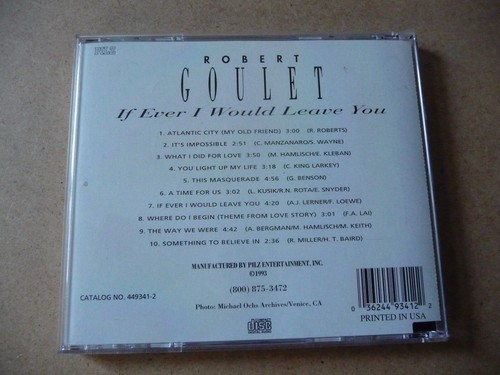 ROBERT
GOULET
If Ever I Would Leave You
1. ATLANTIC CITY (MY OLD FRIEND) 3:00 (R. ROBERTS)
2. IT'S IMPOSSIBLE 2:51 (C. MANZANARO/S. WAYNE)
3. WHAT I DID FOR LOVE 3:50 (M. HAMLISCH/E. KLEBAN)
4. YOU LIGHT UP MY LIFE 3:18 (C. KING LARKEY)
5. THIS MASQUERADE 4:56 (G. BENSON)
6. A TIME FOR US 3:02 (L. KUSIK/N. ROTA/E. SNYDER)
7. IF EVER I WOULD LEAVE YOU 4:20 (A.J. LERNER/F. LOEWE)
8. WHERE DO I BEGIN (THEME FROM LOVE STORY) 3:01 (F.A. LAI)
9. THE WAY WE WERE 4:42 (A. BERGMAN/M. HAMLISCH/M. KEITH)
10. SOMETHING TO BELIEVE IN 2:36 (R. MILLER/H. T. BAIRD)
MANUFACTURED BY PILZ ENTERTAINMENT, INC.
©1993
(800) 875-3472
CATALOG NO. 449341-2
Photo: Michael Ochs Archives/Venice, CA
0 36244 93412 2
PRINTED IN USA
COMPACT
disc
DIGITAL AUDIO